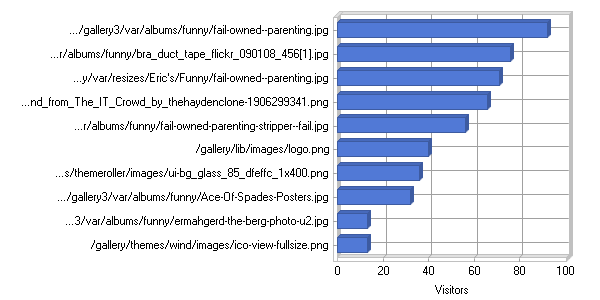 .../gallery3/var/albums/funny/fail-owned--parenting.jpg
...r/albums/funny/bra_duct_tape_flickr_090108_456[1].jpg
...y/var/resizes/Eric's/Funny/fail-owned--parenting.jpg
...nd_from_The_IT_Crowd_by_thehaydenclone-1906299341.png
...r/albums/funny/fail-owned-parenting-stripper--fail.jpg
/gallery/lib/images/logo.png
...s/themeroller/images/ui-bg_glass_85_dfeffc_1x400.png
.../gallery3/var/albums/funny/Ace-Of-Spades-Posters.jpg
...3/var/albums/funny/ermahgerd-the-berg-photo-u2.jpg
/gallery/themes/wind/images/ico-view-fullsize.png
0 20 40 60 80 100
Visitors